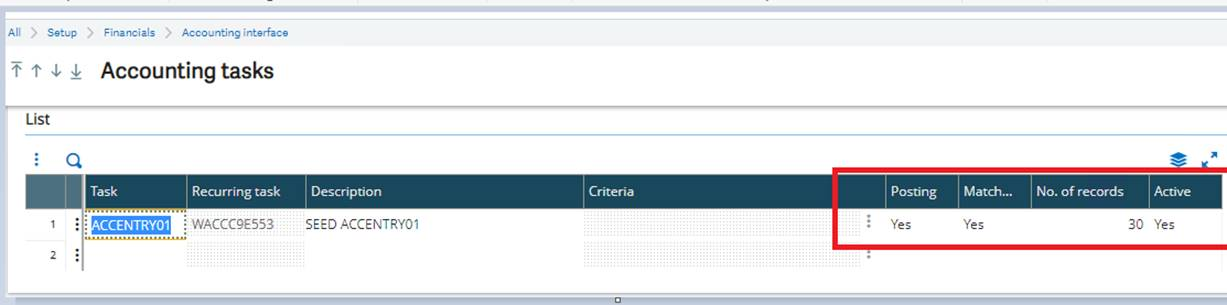 All Setup Financials Accounting interface
Accounting tasks
List
Task Recurring task Description Criteria Posting Match... No. of records Active
1 ACCENTRY01 WACCC9E553 SEED ACCENTRY01 Yes Yes 30 Yes
2